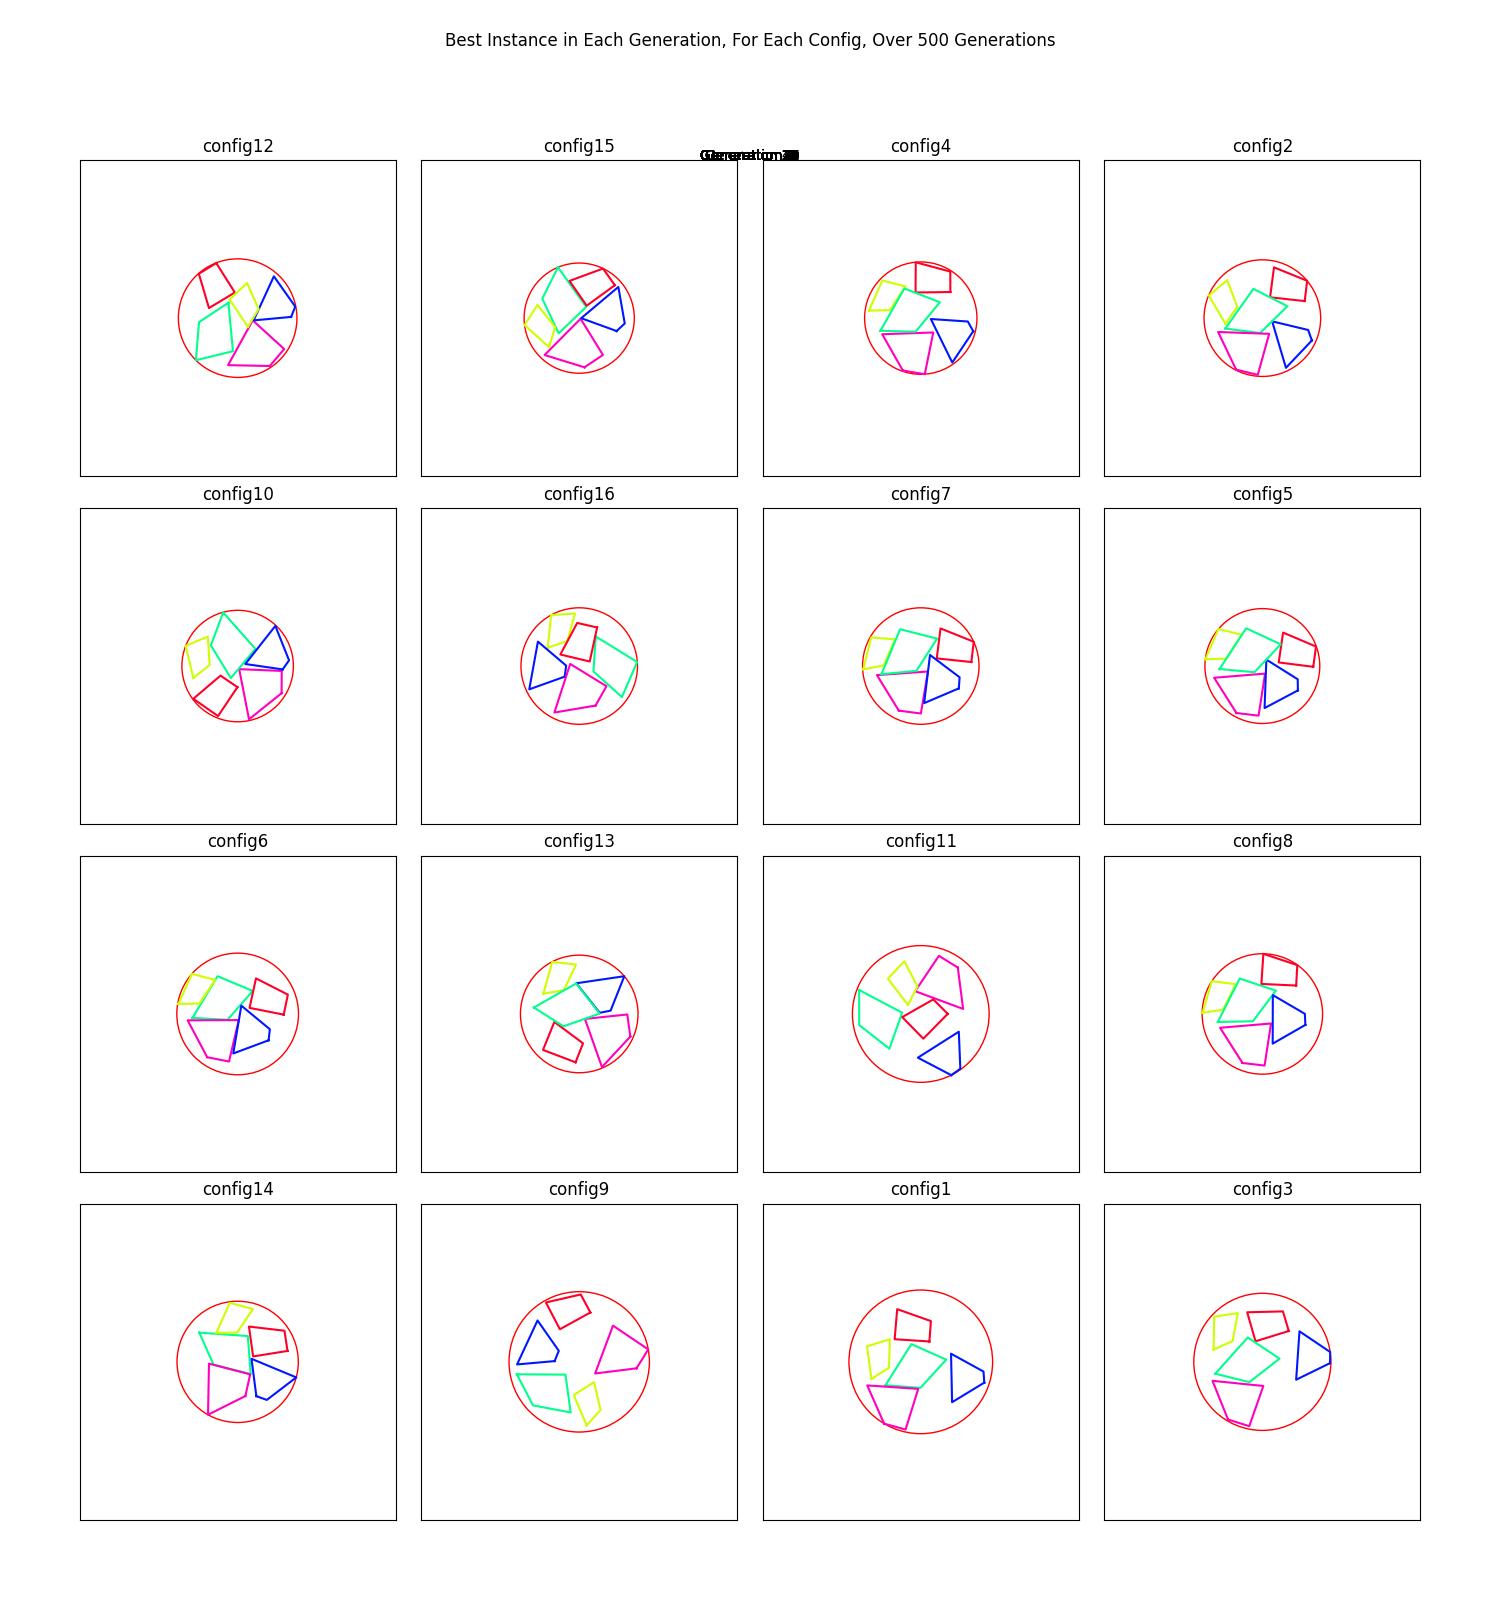 Best Instance in Each Generation, For Each Config, Over 500 Generations
config12
config15
config4
config2
config10
config16
config7
config5
config6
config13
config11
config8
config14
config9
config1
config3